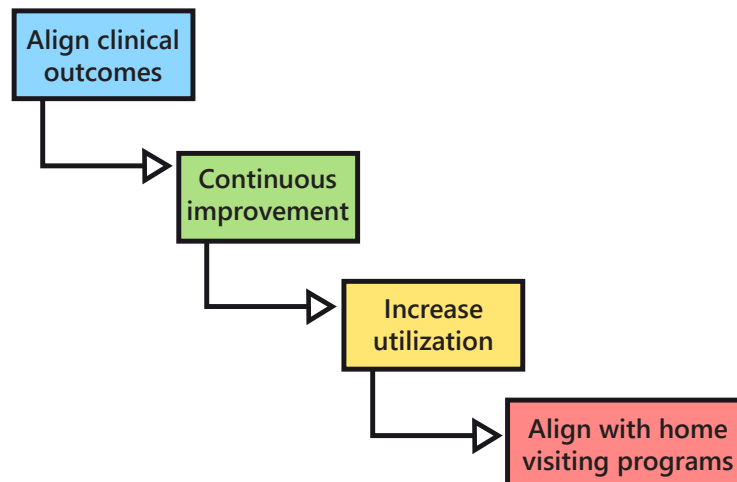 Align clinical
outcomes
Continuous
improvement
Increase
utilization
Align with home
visiting programs